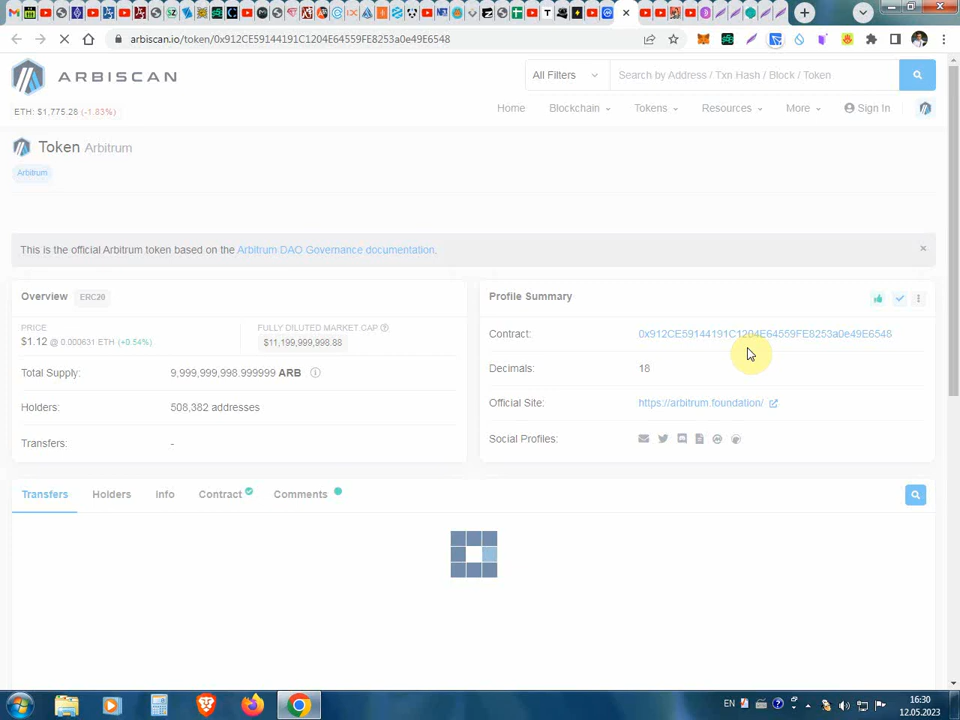 arbiscan.io/token/0x912CE59144191C1204E64559FE8253a0e49E6548
ARBISCAN
All Filters
Search by Address / Txn Hash / Block / Token
ETH: $1,775.28 (-1.83%)
Home
Blockchain
Tokens
Resources
More
Sign In
Token Arbitrum
Arbitrum
This is the official Arbitrum token based on the Arbitrum DAO Governance documentation.
Overview ERC20
PRICE
$1.12 @ 0.000631 ETH (+0.54%)
FULLY DILUTED MARKET CAP
$11,199,999,998.88
Total Supply: 9,999,999,998.999999 ARB
Holders: 508,382 addresses
Transfers: -
Profile Summary
Contract: 0x912CE59144191C1204E64559FE8253a0e49E6548
Decimals: 18
Official Site: https://arbitrum.foundation/
Social Profiles:
Transfers
Holders
Info
Contract
Comments
EN
16:30
12.05.2023